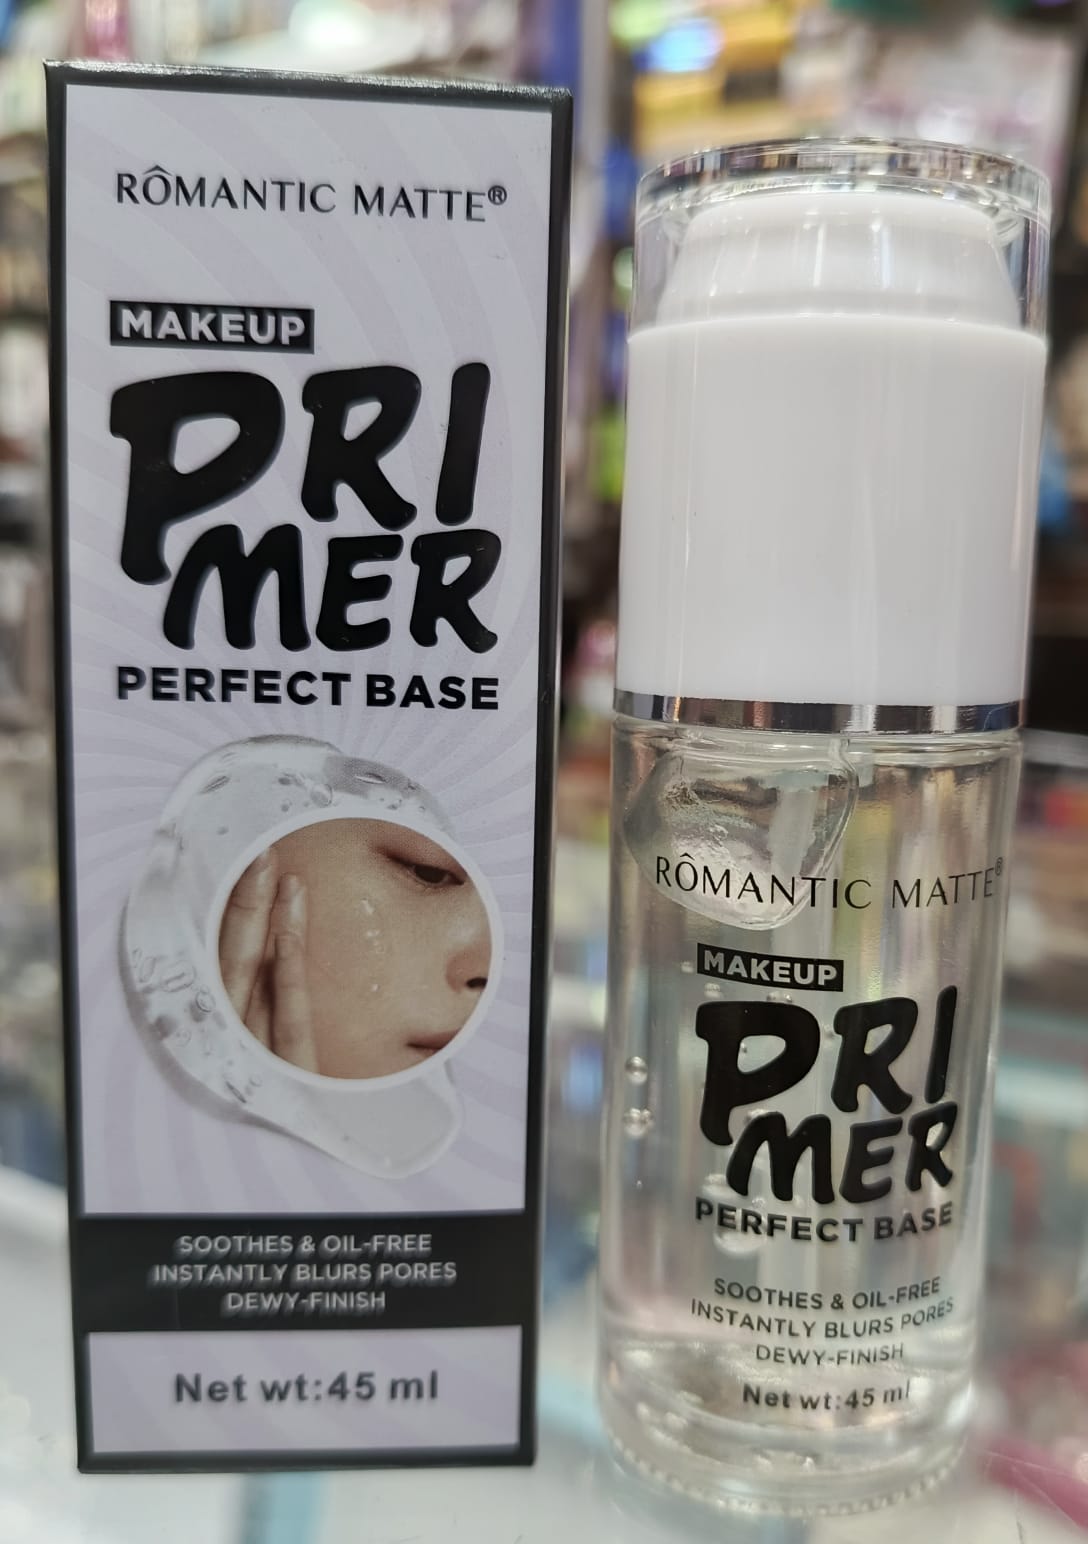 RÔMANTIC MATTE®
MAKEUP
PRI
MER
PERFECT BASE
SOOTHES & OIL-FREE
INSTANTLY BLURS PORES
DEWY-FINISH
Net wt:45 ml
RÔMANTIC MATTE®
MAKEUP
PRI
MER
PERFECT BASE
SOOTHES & OIL-FREE
INSTANTLY BLURS PORES
DEWY-FINISH
Net wt:45 ml